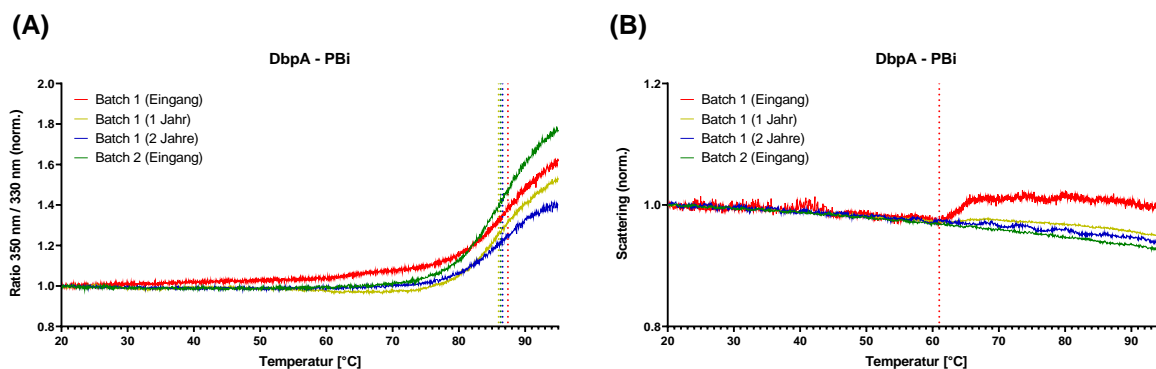 (A)
DbpA - PBi
Ratio 350 nm / 330 nm (norm.)
2.0
1.8
1.6
1.4
1.2
1.0
0.8
Batch 1 (Eingang)
Batch 1 (1 Jahr)
Batch 1 (2 Jahre)
Batch 2 (Eingang)
20 30 40 50 60 70 80 90
Temperatur [°C]
(B)
DbpA - PBi
Scattering (norm.)
1.2
1.0
0.8
Batch 1 (Eingang)
Batch 1 (1 Jahr)
Batch 1 (2 Jahre)
Batch 2 (Eingang)
20 30 40 50 60 70 80 90
Temperatur [°C]